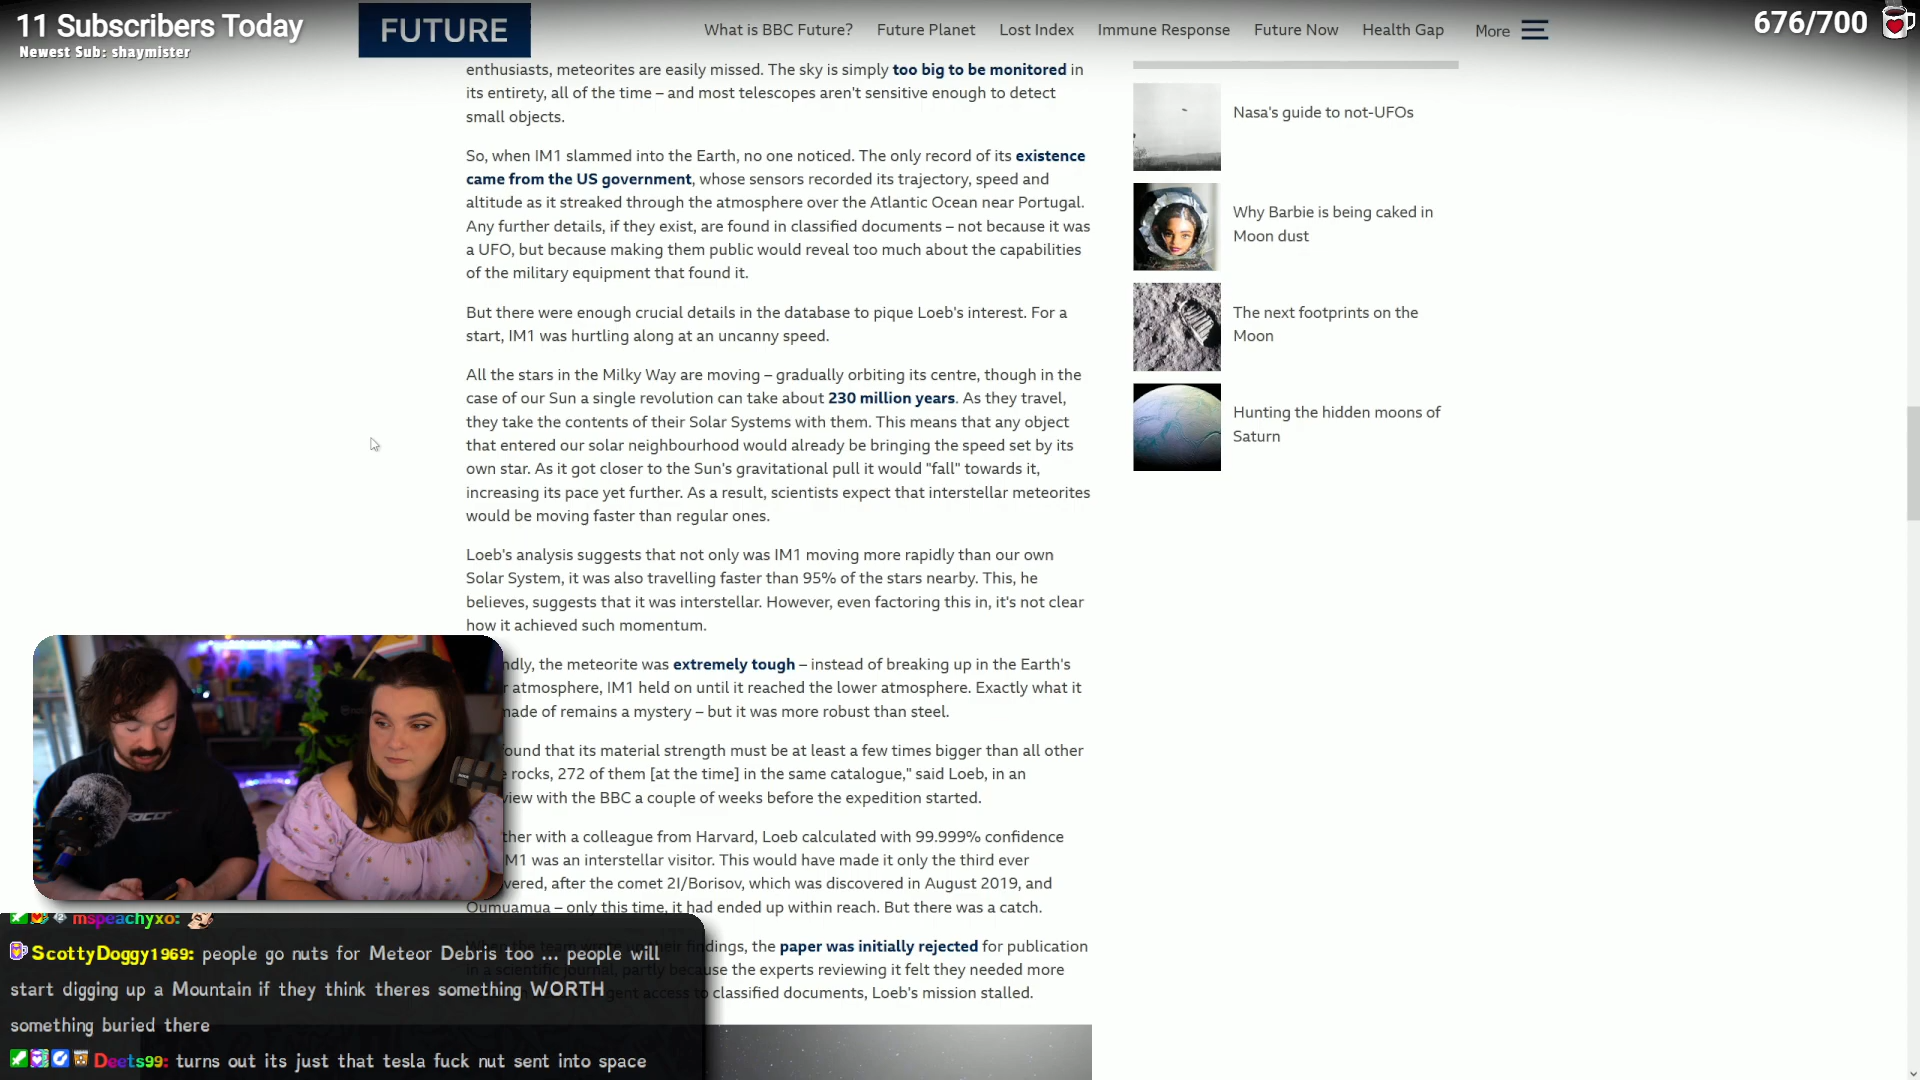 11 Subscribers Today
Newest Sub: shaymister
FUTURE
What is BBC Future?
Future Planet
Lost Index
Immune Response
Future Now
Health Gap
More
676/700
enthusiasts, meteorites are easily missed. The sky is simply too big to be monitored in
its entirety, all of the time – and most telescopes aren't sensitive enough to detect
small objects.
So, when IM1 slammed into the Earth, no one noticed. The only record of its existence
came from the US government, whose sensors recorded its trajectory, speed and
altitude as it streaked through the atmosphere over the Atlantic Ocean near Portugal.
Any further details, if they exist, are found in classified documents – not because it was
a UFO, but because making them public would reveal too much about the capabilities
of the military equipment that found it.
But there were enough crucial details in the database to pique Loeb's interest. For a
start, IM1 was hurtling along at an uncanny speed.
All the stars in the Milky Way are moving – gradually orbiting its centre, though in the
case of our Sun a single revolution can take about 230 million years. As they travel,
they take the contents of their Solar Systems with them. This means that any object
that entered our solar neighbourhood would already be bringing the speed set by its
own star. As it got closer to the Sun's gravitational pull it would "fall" towards it,
increasing its pace yet further. As a result, scientists expect that interstellar meteorites
would be moving faster than regular ones.
Loeb's analysis suggests that not only was IM1 moving more rapidly than our own
Solar System, it was also travelling faster than 95% of the stars nearby. This, he
believes, suggests that it was interstellar. However, even factoring this in, it's not clear
how it achieved such momentum.
ndly, the meteorite was extremely tough – instead of breaking up in the Earth's
r atmosphere, IM1 held on until it reached the lower atmosphere. Exactly what it
made of remains a mystery – but it was more robust than steel.
ound that its material strength must be at least a few times bigger than all other
rocks, 272 of them [at the time] in the same catalogue," said Loeb, in an
view with the BBC a couple of weeks before the expedition started.
ther with a colleague from Harvard, Loeb calculated with 99.999% confidence
M1 was an interstellar visitor. This would have made it only the third ever
vered, after the comet 2I/Borisov, which was discovered in August 2019, and
Oumuamua – only this time, it had ended up within reach. But there was a catch.
findings, the paper was initially rejected for publication
in a scientific journal, partly because the experts reviewing it felt they needed more
access to classified documents, Loeb's mission stalled.
Nasa's guide to not-UFOs
Why Barbie is being caked in
Moon dust
The next footprints on the
Moon
Hunting the hidden moons of
Saturn
mspeachyxo:
ScottyDoggy1969: people go nuts for Meteor Debris too ... people will
start digging up a Mountain if they think theres something WORTH
something buried there
Deets99: turns out its just that tesla fuck nut sent into space